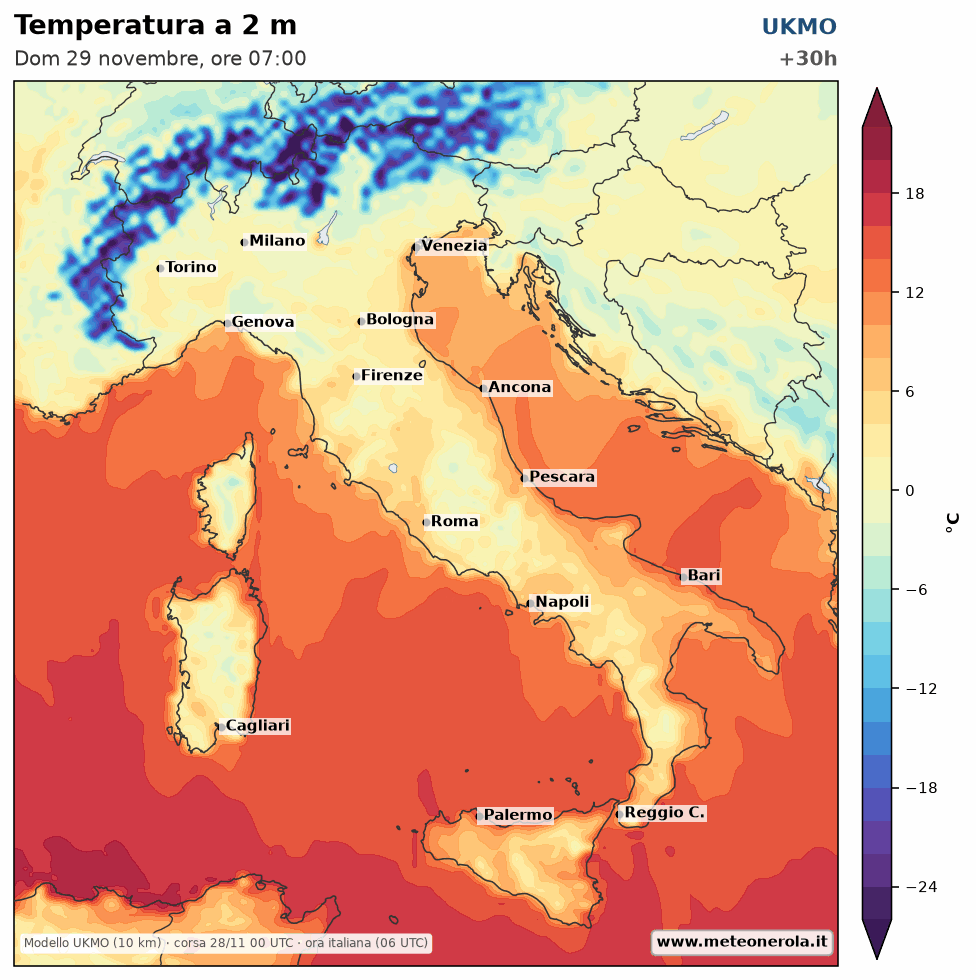 Temperatura a 2 m
UKMO
Dom 29 novembre, ore 07:00
+30h
18
12
6
0
−6
−12
−18
−24
°C
Milano
Venezia
Torino
Genova
Bologna
Firenze
Ancona
Pescara
Roma
Bari
Napoli
Cagliari
Palermo
Reggio C.
Modello UKMO (10 km) · corsa 28/11 00 UTC · ora italiana (06 UTC)
www.meteonerola.it